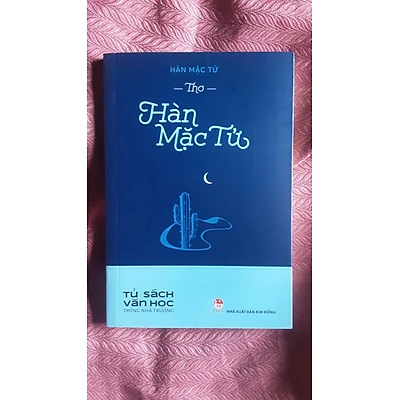 HÀN MẶC TỬ
— Thơ —
Hàn
Mặc Tử
TỦ SÁCH
VĂN HỌC
TRONG NHÀ TRƯỜNG
NHÀ XUẤT BẢN KIM ĐỒNG